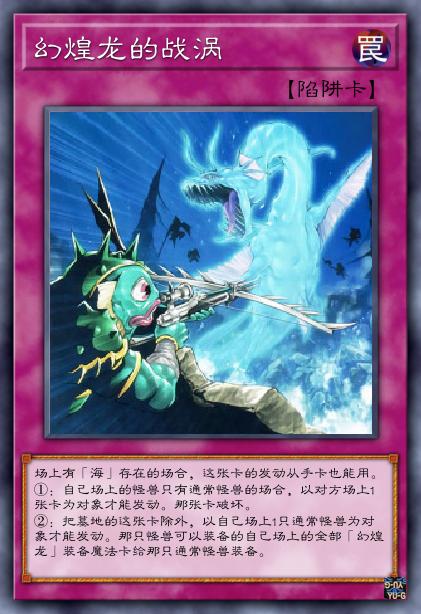 幻煌龙的战涡
罠
【陷阱卡】
场上有「海」存在的场合，这张卡的发动从手卡也能用。
①：自己场上的怪兽只有通常怪兽的场合，以对方场上1
张卡为对象才能发动。那张卡破坏。
②：把墓地的这张卡除外，以自己场上1只通常怪兽为对
象才能发动。那只怪兽可以装备的自己场上的全部「幻煌
龙」装备魔法卡给那只通常怪兽装备。
YU-G
YU-G